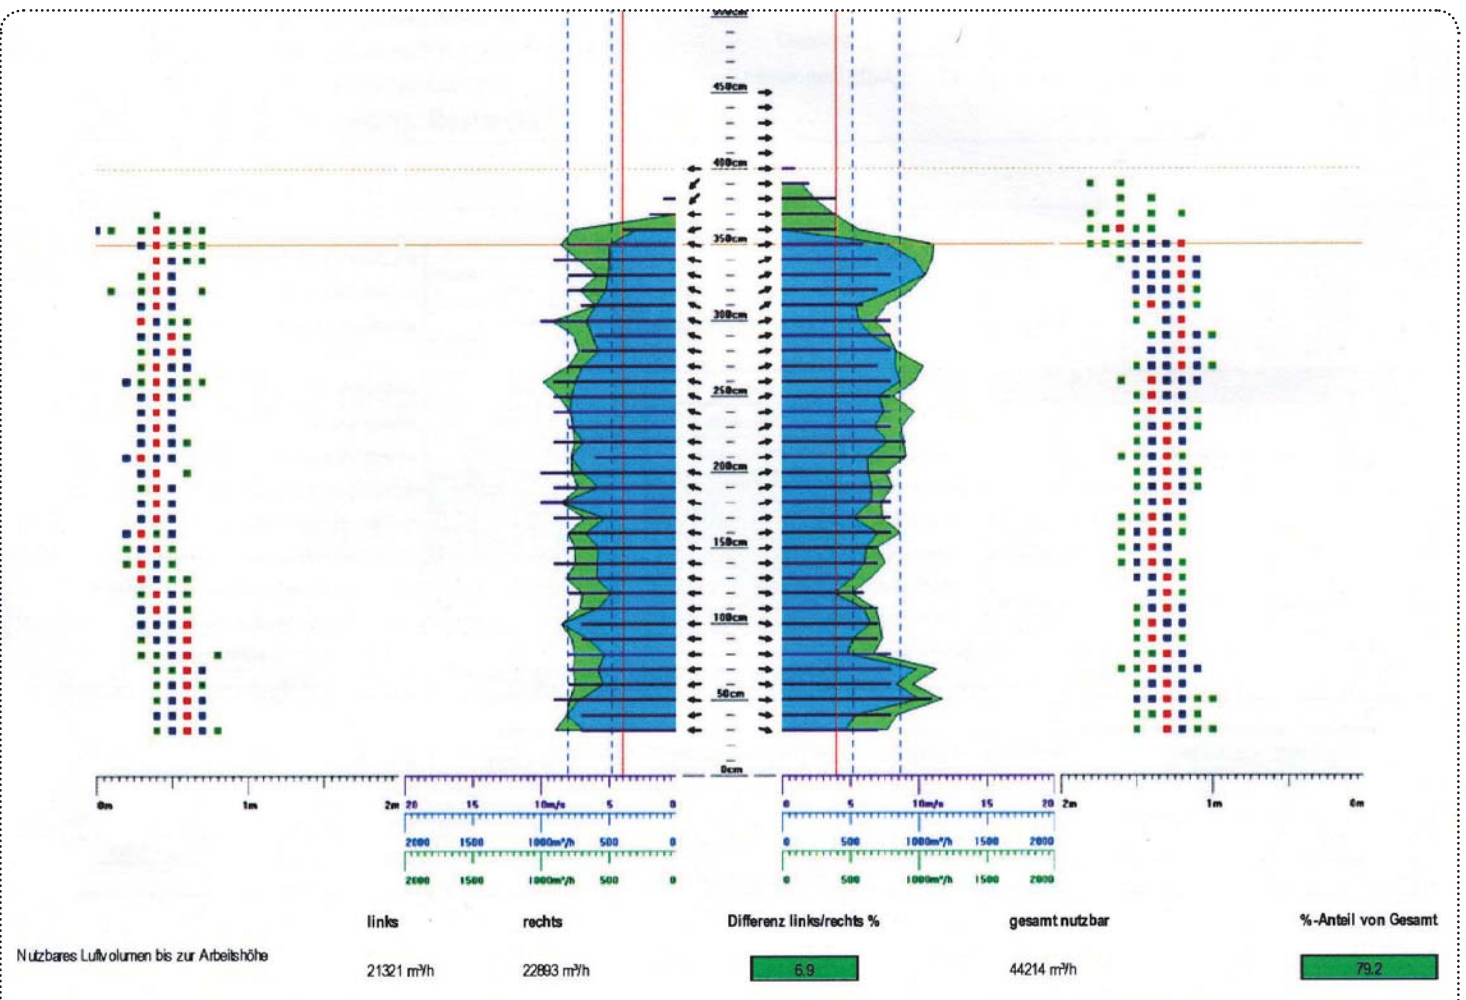 500cm
450cm
400cm
350cm
300cm
250cm
200cm
150cm
100cm
50cm
0cm
0m 1m 2m 20 15 10m/s 5 0 0 5 10m/s 15 20 2m 1m 0m
2000 1500 1000m³/h 500 0 0 500 1000m³/h 1500 2000
2000 1500 1000m³/h 500 0 0 500 1000m³/h 1500 2000
links rechts Differenz links/rechts % gesamt nutzbar %-Anteil von Gesamt
Nutzbares Luftvolumen bis zur Arbeitshöhe 21321 m³/h 22893 m³/h 6.9 44214 m³/h 79.2